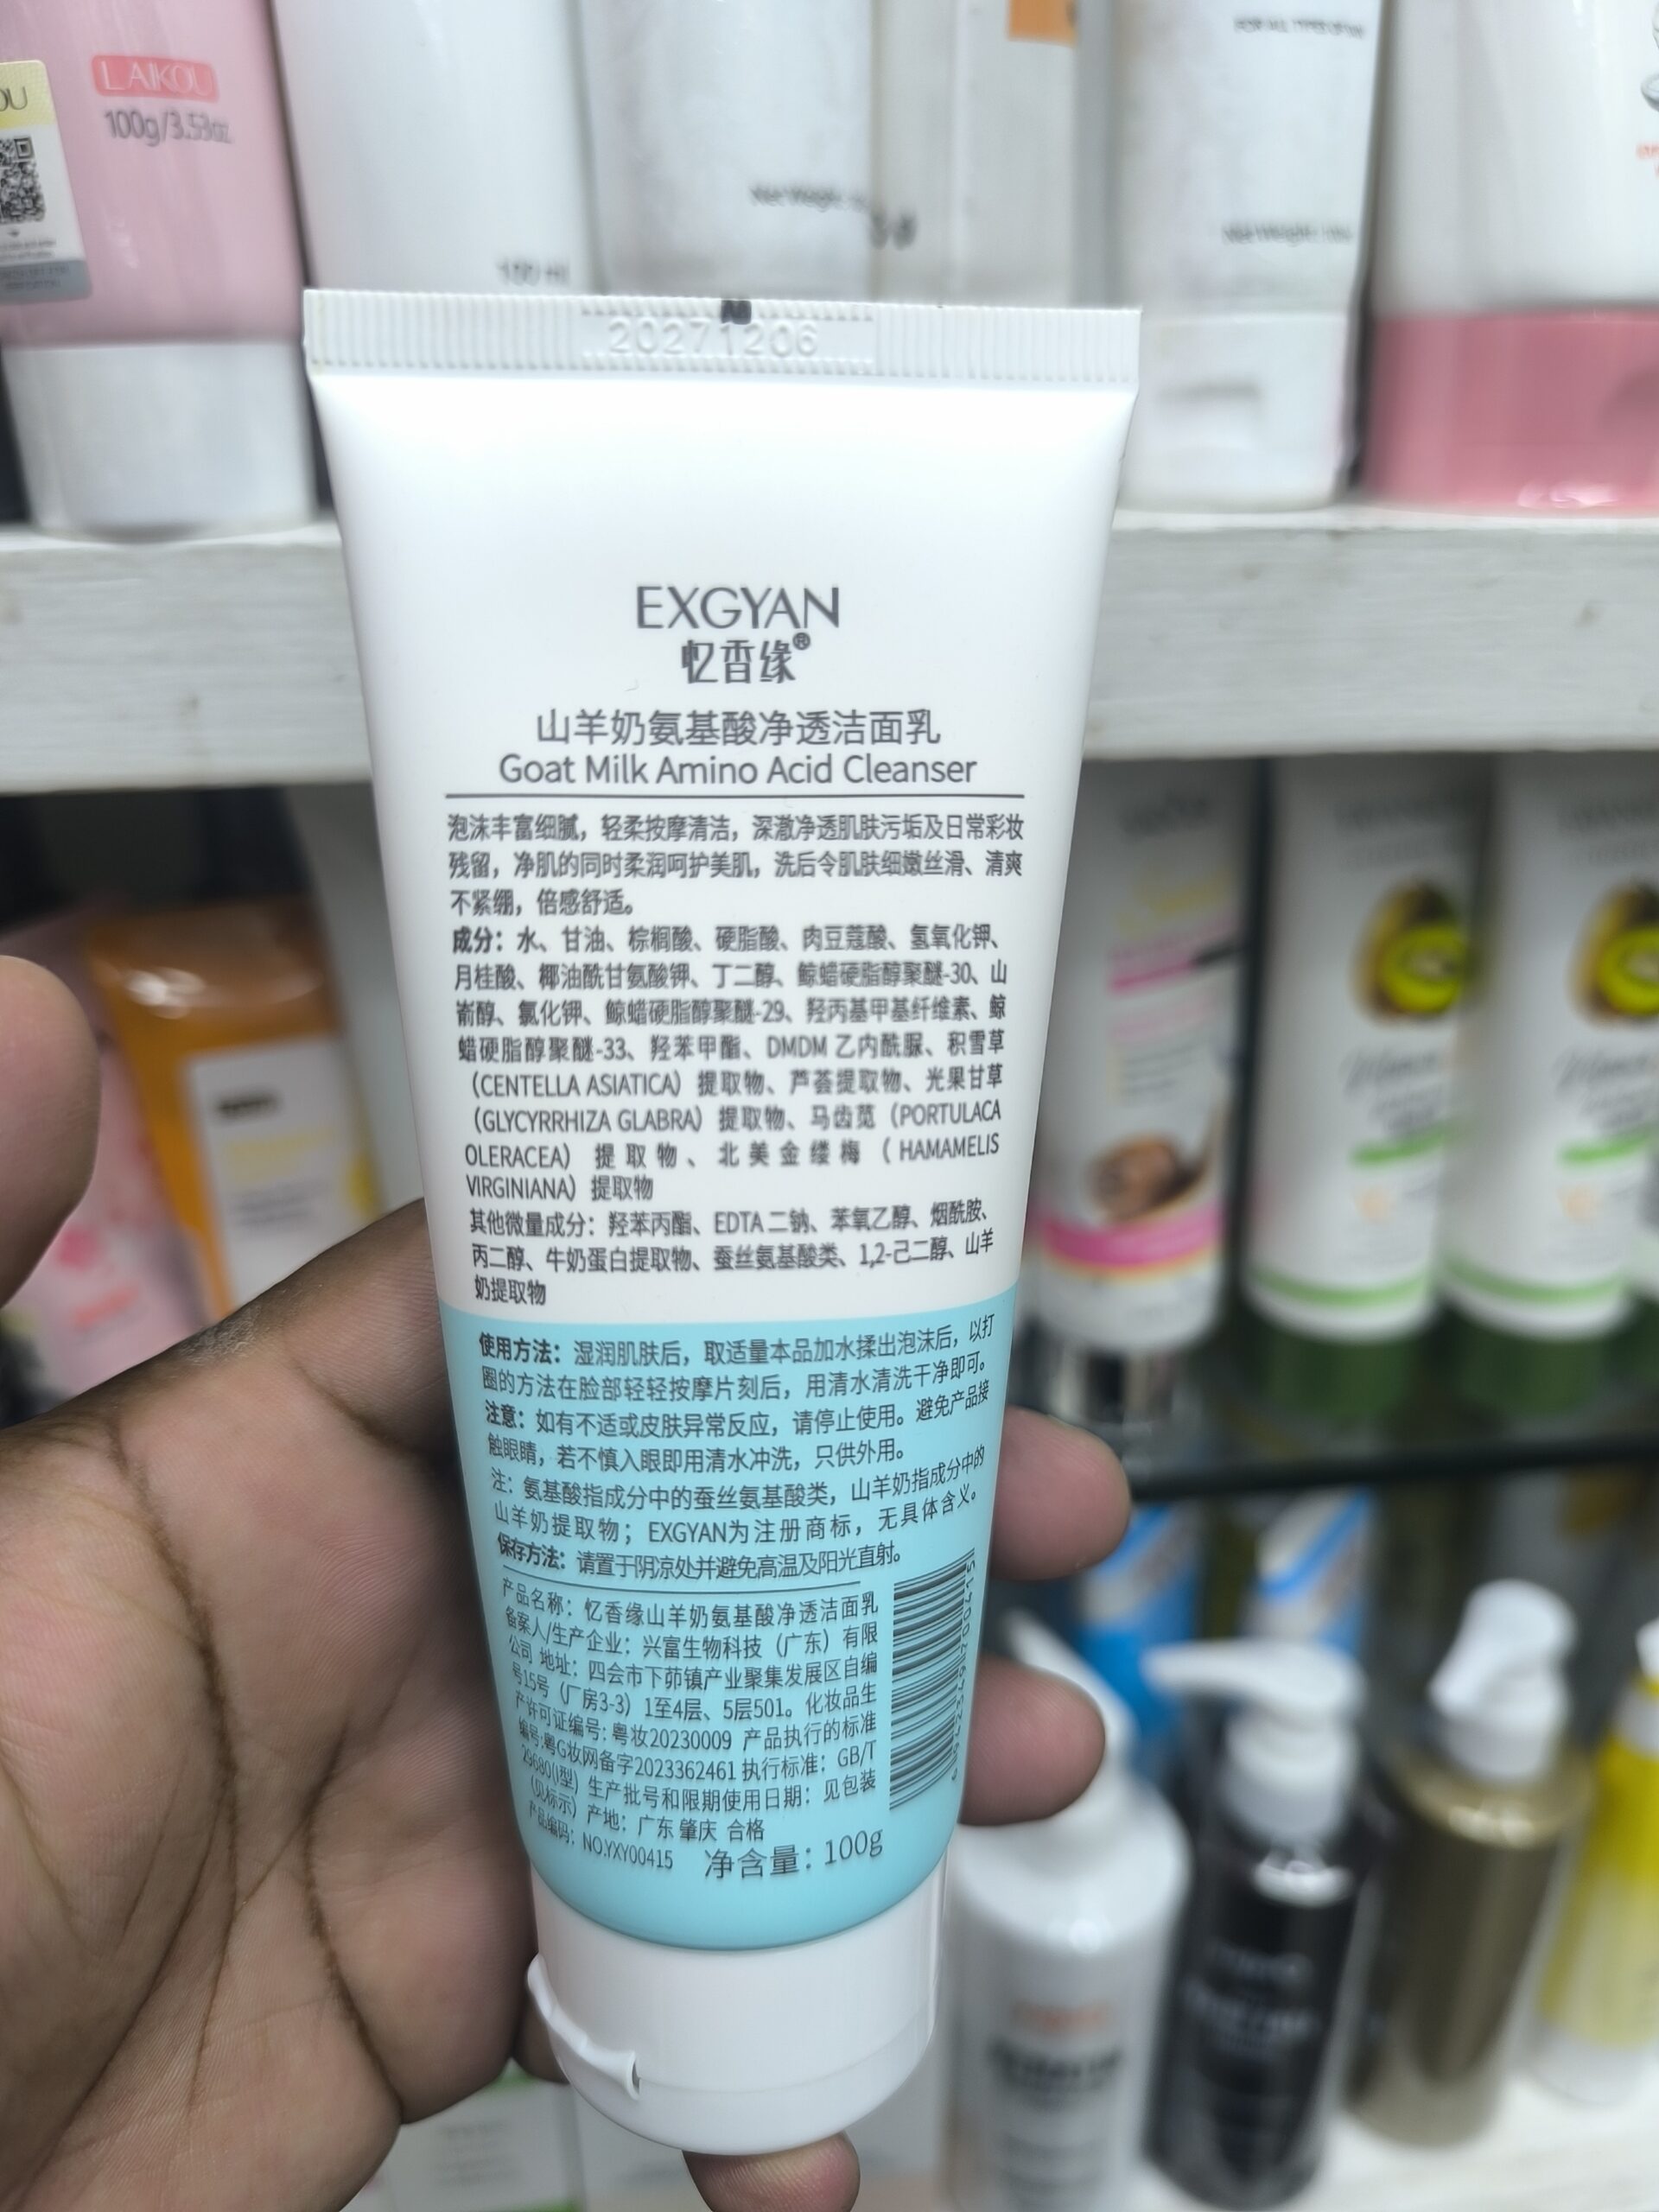 LAIKOU
100g/3.53oz
OU
100 ml
Net Weight
FOR ALL TYPES OF
Net Weight
20271206
EXGYAN
忆香缘®
山羊奶氨基酸净透洁面乳
Goat Milk Amino Acid Cleanser
泡沫丰富细腻，轻柔按摩清洁，深澈净透肌肤污垢及日常彩妆
残留，净肌的同时柔润呵护美肌，洗后令肌肤细嫩丝滑、清爽
不紧绷，倍感舒适。
成分：水、甘油、棕榈酸、硬脂酸、肉豆蔻酸、氢氧化钾、
月桂酸、椰油酰甘氨酸钾、丁二醇、鲸蜡硬脂醇聚醚-30、山
嵛醇、氯化钾、鲸蜡硬脂醇聚醚-29、羟丙基甲基纤维素、鲸
蜡硬脂醇聚醚-33、羟苯甲酯、DMDM 乙内酰脲、积雪草
（CENTELLA ASIATICA）提取物、芦荟提取物、光果甘草
（GLYCYRRHIZA GLABRA）提取物、马齿苋（PORTULACA
OLERACEA）提取物、北美金缕梅（HAMAMELIS
VIRGINIANA）提取物
其他微量成分：羟苯丙酯、EDTA 二钠、苯氧乙醇、烟酰胺、
丙二醇、牛奶蛋白提取物、蚕丝氨基酸类、1,2-己二醇、山羊
奶提取物
使用方法：湿润肌肤后，取适量本品加水揉出泡沫后，以打
圈的方法在脸部轻轻按摩片刻后，用清水清洗干净即可。
注意：如有不适或皮肤异常反应，请停止使用。避免产品接
触眼睛，若不慎入眼即用清水冲洗，只供外用。
注：氨基酸指成分中的蚕丝氨基酸类，山羊奶指成分中的
山羊奶提取物；EXGYAN为注册商标，无具体含义。
保存方法：请置于阴凉处并避免高温及阳光直射。
产品名称：忆香缘山羊奶氨基酸净透洁面乳
备案人/生产企业：兴富生物科技（广东）有限
公司 地址：四会市下茆镇产业聚集发展区自编
号15号（厂房3-3）1至4层、5层501。化妆品生
产许可证编号：粤妆20230009 产品执行的标准
编号:粤G妆网备字2023362461 执行标准：GB/T
29680(I型) 生产批号和限期使用日期：见包装
(见标示) 产地：广东 肇庆 合格
产品编码：NO.YXY00415 净含量：100g